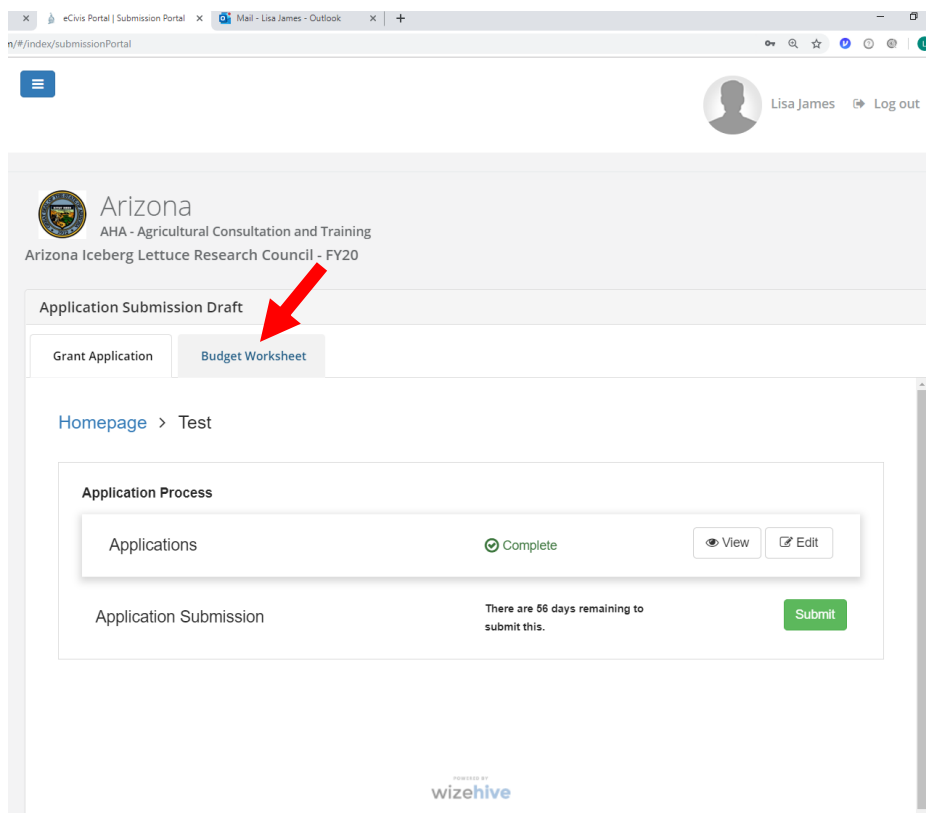 eCivis Portal | Submission Portal
Mail - Lisa James - Outlook
n/#/index/submissionPortal
Lisa James Log out
Arizona
AHA - Agricultural Consultation and Training
Arizona Iceberg Lettuce Research Council - FY20
Application Submission Draft
Grant Application Budget Worksheet
Homepage > Test
Application Process
Applications Complete View Edit
Application Submission There are 56 days remaining to
submit this. Submit
POWERED BY
wizehive